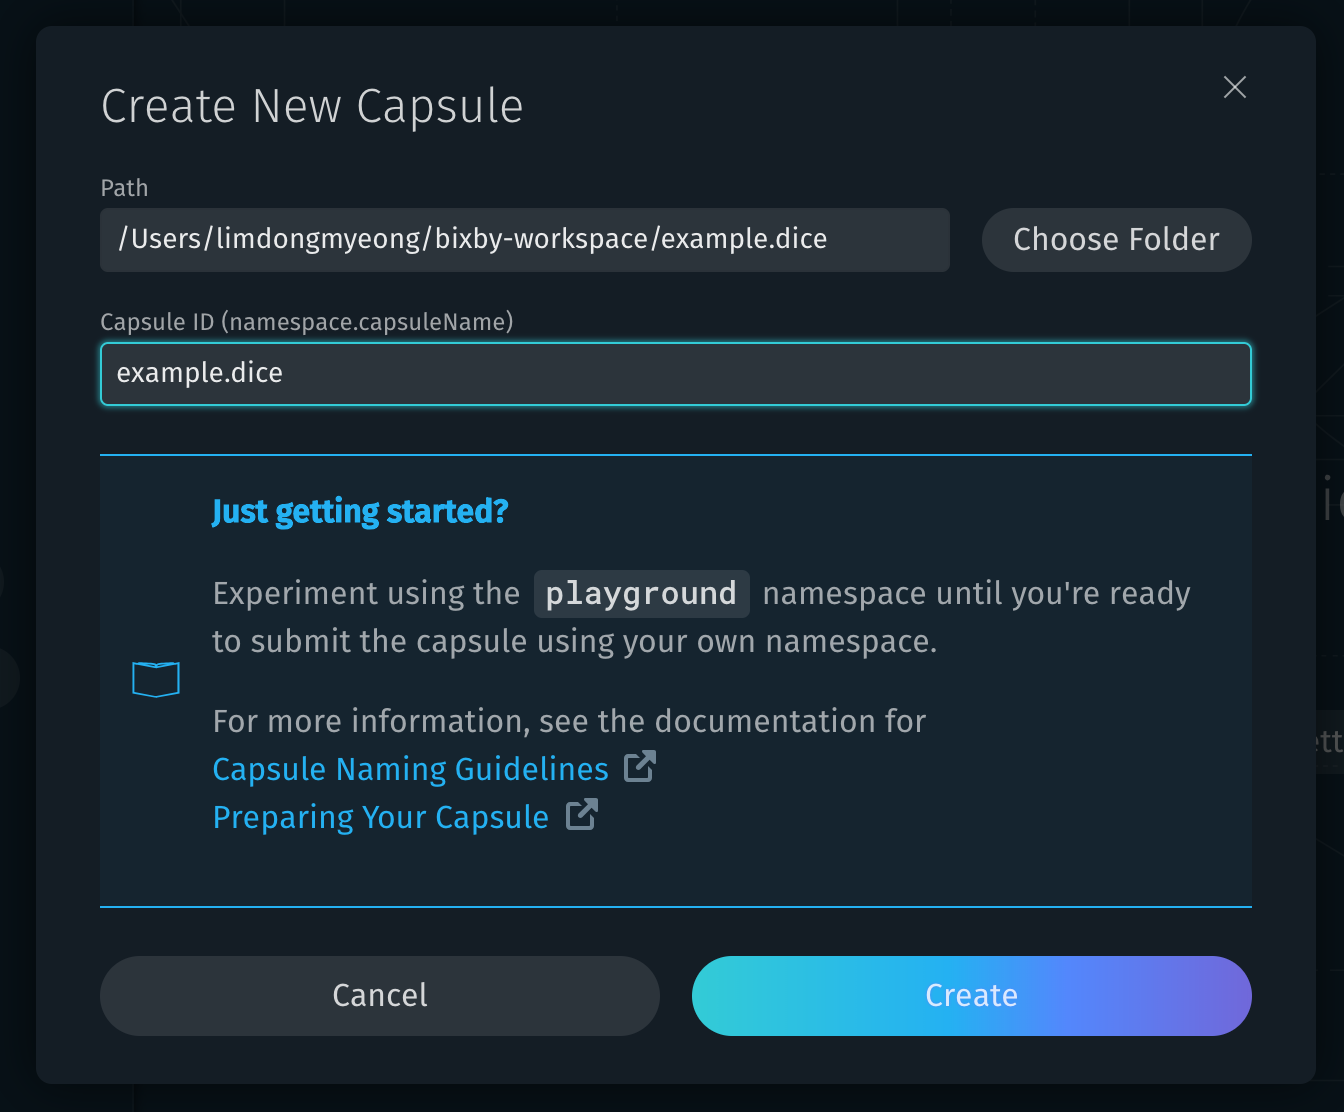 Create New Capsule
Path
/Users/limdongmyeong/bixby-workspace/example.dice
Choose Folder
Capsule ID (namespace.capsuleName)
example.dice
Just getting started?
Experiment using the playground namespace until you're ready
to submit the capsule using your own namespace.
For more information, see the documentation for
Capsule Naming Guidelines
Preparing Your Capsule
Cancel
Create